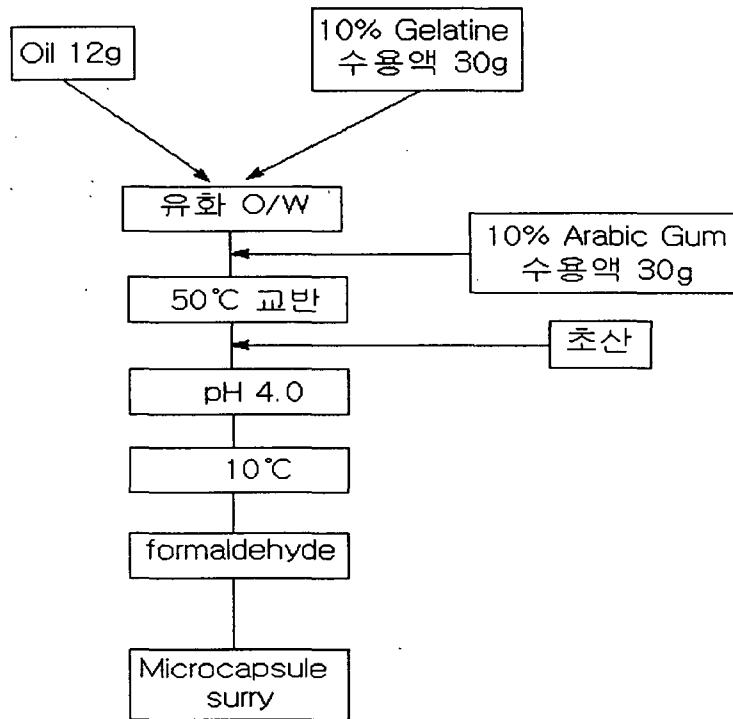 Oil 12g
10% Gelatine
수용액 30g
유화 O/W
10% Arabic Gum
수용액 30g
50℃ 교반
초산
pH 4.0
10℃
formaldehyde
Microcapsule
surry